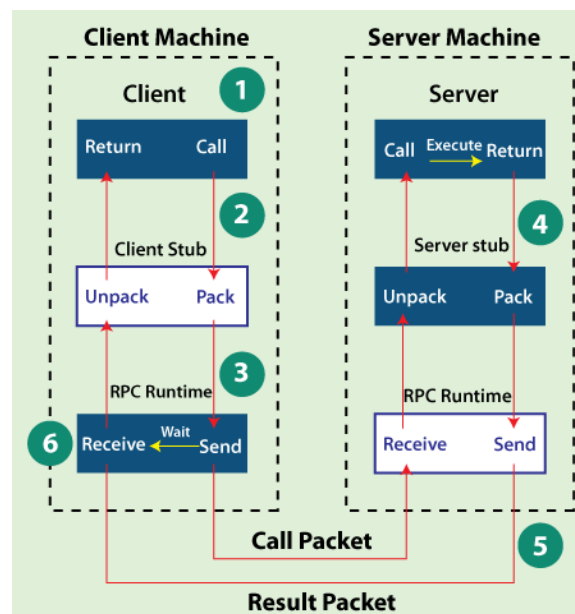 Client Machine Server Machine
Client 1 Server
Return Call Call Execute Return
2 4
Client Stub Server stub
Unpack Pack Unpack Pack
3
RPC Runtime RPC Runtime
6 Receive Wait Send Receive Send
Call Packet 5
Result Packet